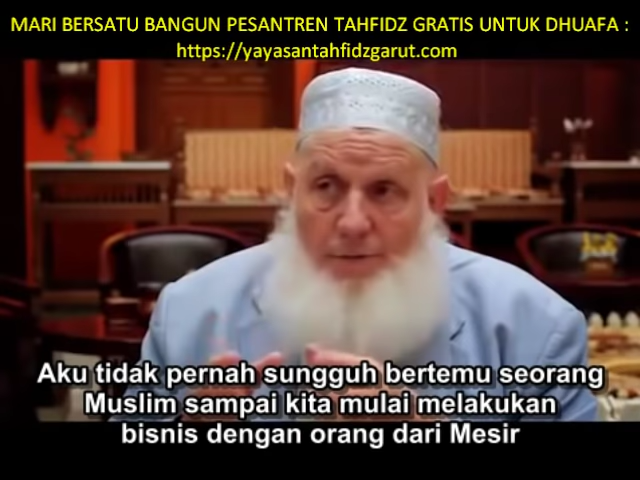 MARI BERSATU BANGUN PESANTREN TAHFIDZ GRATIS UNTUK DHUAFA :
https://yayasantahfidzgarut.com
Aku tidak pernah sungguh bertemu seorang
Muslim sampai kita mulai melakukan
bisnis dengan orang dari Mesir